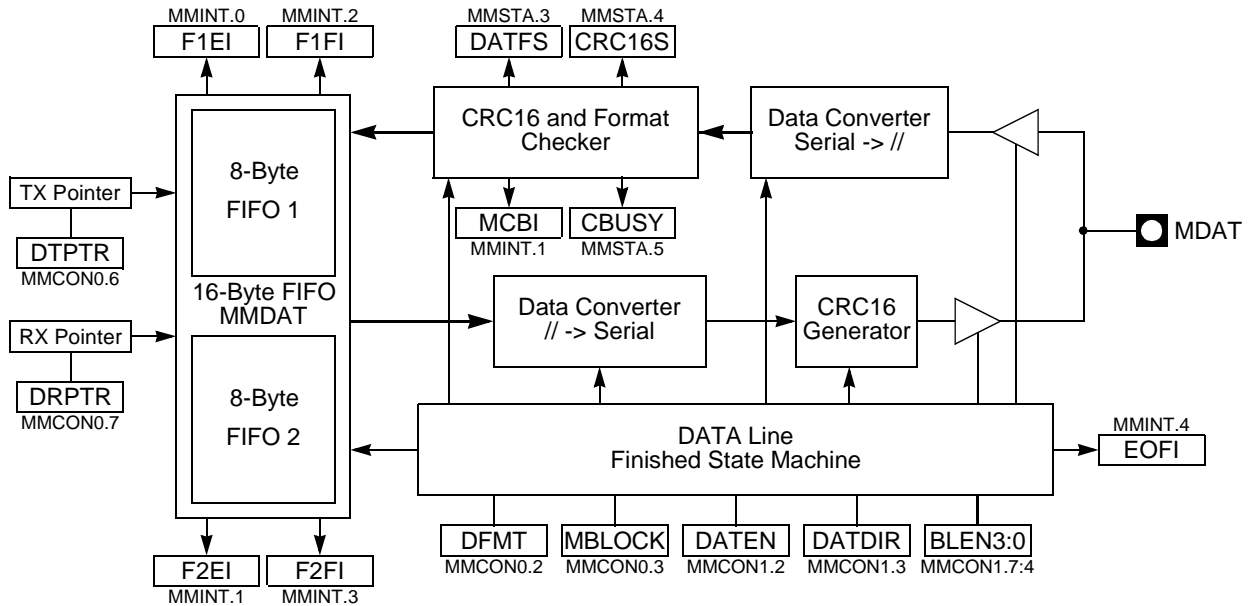 MMINT.0
F1EI
MMINT.2
F1FI
MMSTA.3
DATFS
MMSTA.4
CRC16S
CRC16 and Format
Checker
Data Converter
Serial -> //
8-Byte
FIFO 1
TX Pointer
DTPTR
MMCON0.6
MCBI
MMINT.1
CBUSY
MMSTA.5
MDAT
16-Byte FIFO
MMDAT
Data Converter
// -> Serial
CRC16
Generator
RX Pointer
DRPTR
MMCON0.7
8-Byte
FIFO 2
DATA Line
Finished State Machine
MMINT.4
EOFI
F2EI
MMINT.1
F2FI
MMINT.3
DFMT
MMCON0.2
MBLOCK
MMCON0.3
DATEN
MMCON1.2
DATDIR
MMCON1.3
BLEN3:0
MMCON1.7:4